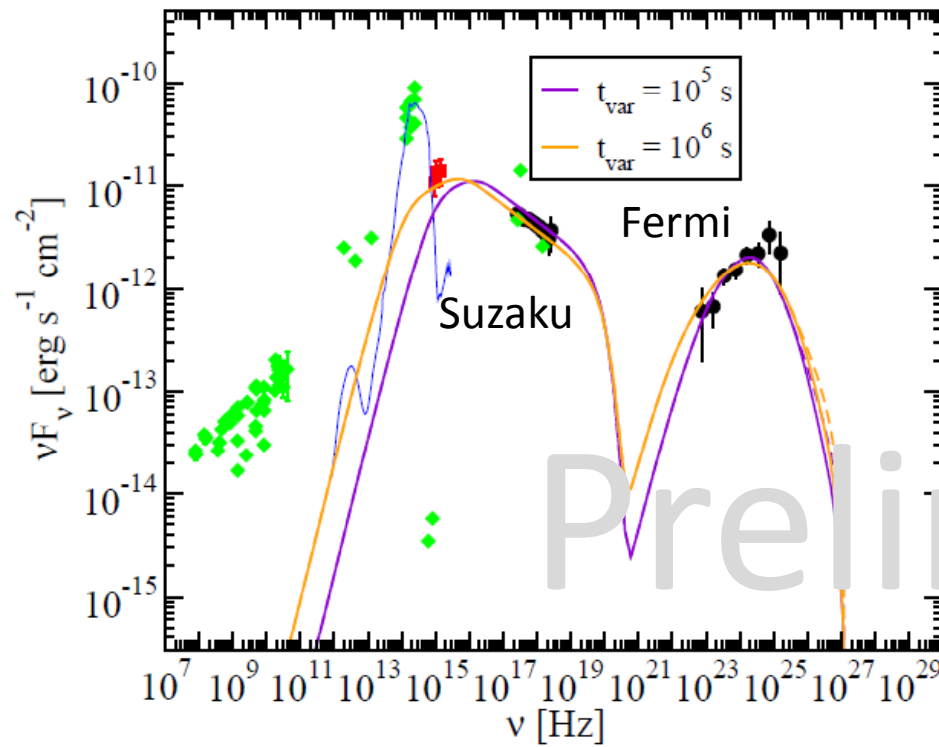 10^-10
10^-11
10^-12
10^-13
10^-14
10^-15
νF_ν [erg s^-1 cm^-2]
t_var = 10^5 s
t_var = 10^6 s
Fermi
Suzaku
Prelim
10^7 10^9 10^11 10^13 10^15 10^17 10^19 10^21 10^23 10^25 10^27 10^29
ν [Hz]